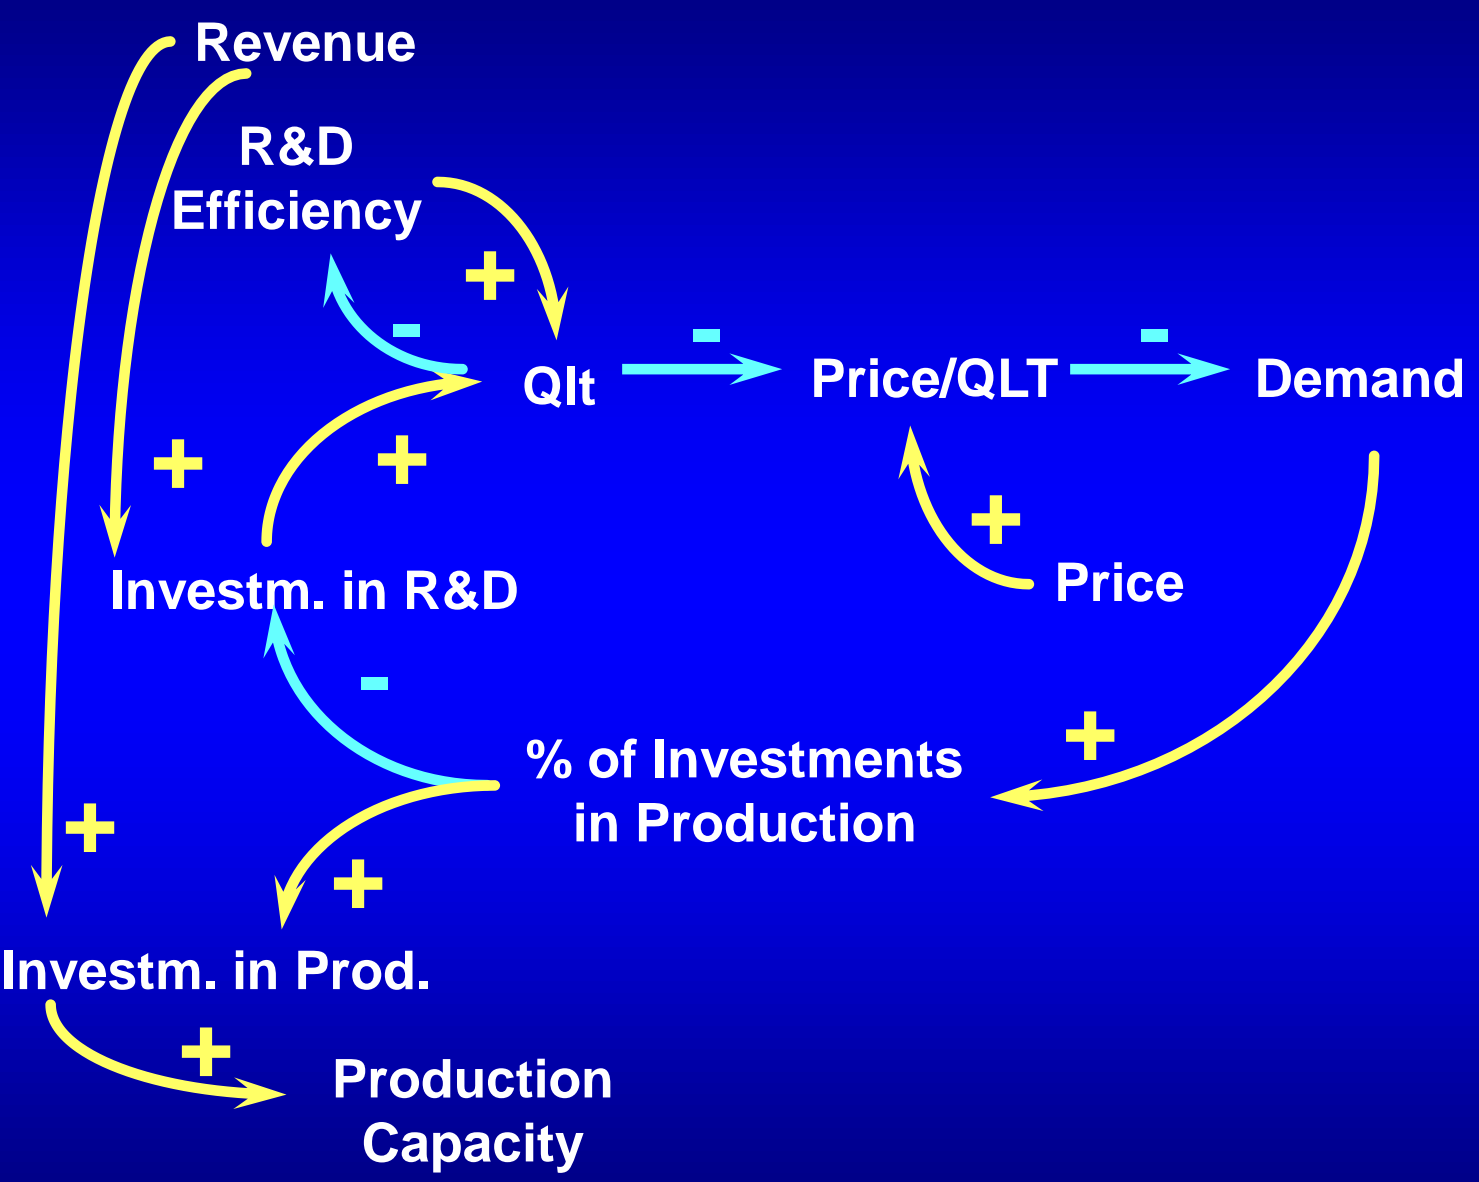 Revenue
R&D
Efficiency
+
-
Qlt
-
Price/QLT
-
Demand
+
+
+
Price
Investm. in R&D
-
+
% of Investments
in Production
+
+
Investm. in Prod.
+
Production
Capacity